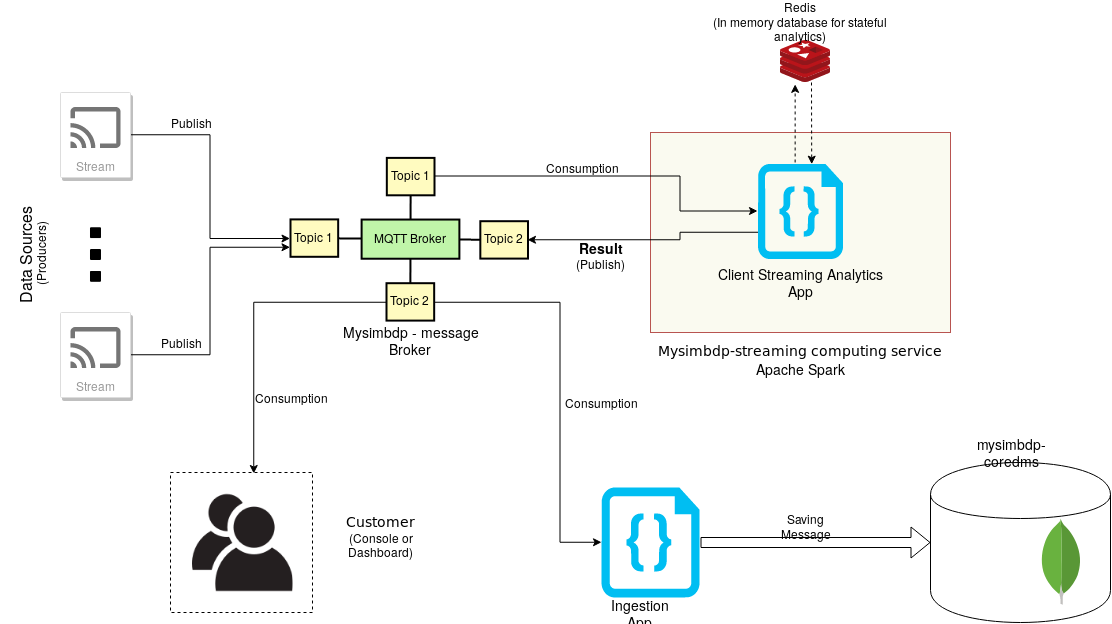 Redis
(In memory database for stateful
analytics)
Publish
Stream
Topic 1
Consumption
Data Sources
(Producers)
Topic 1
MQTT Broker
Topic 2
Result
(Publish)
Client Streaming Analytics
App
Topic 2
Mysimbdp - message
Broker
Publish
Stream
Mysimbdp-streaming computing service
Apache Spark
Consumption
Consumption
mysimbdp-
coredms
Customer
(Console or
Dashboard)
Saving
Message
Ingestion
App